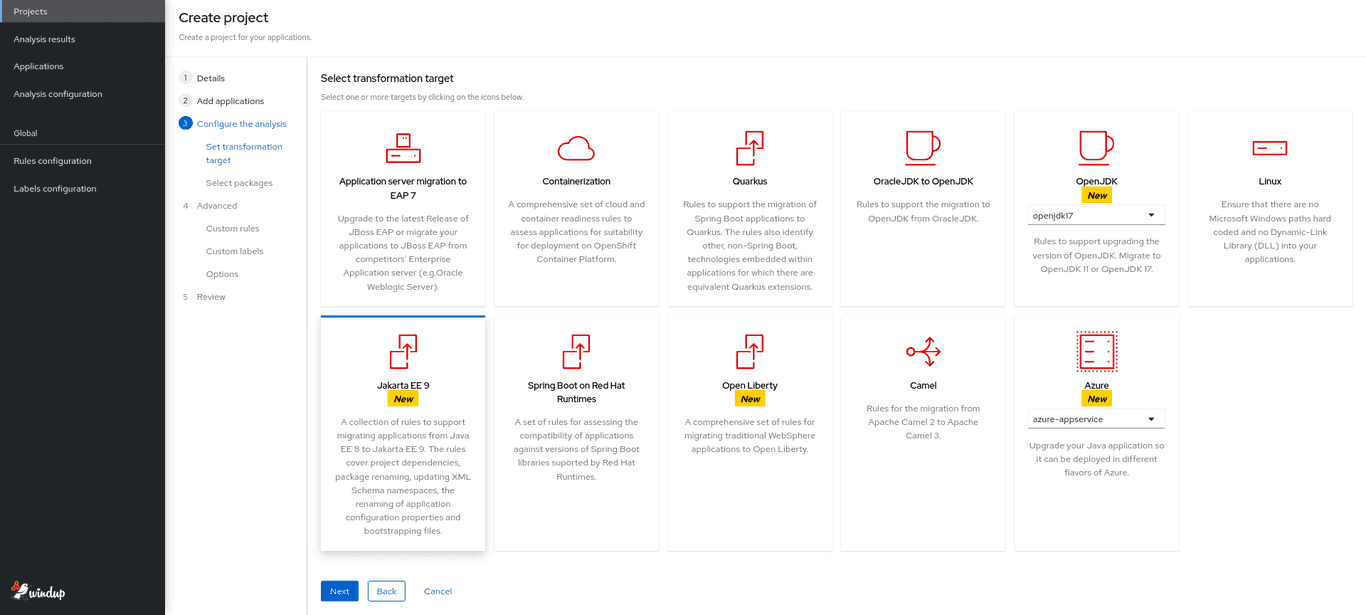 Projects
Analysis results
Applications
Analysis configuration
Global
Rules configuration
Labels configuration
windup
Create project
Create a project for your applications.
1 Details
2 Add applications
3 Configure the analysis
Set transformation
target
Select packages
4 Advanced
Custom rules
Custom labels
Options
5 Review
Select transformation target
Select one or more targets by clicking on the icons below.
Application server migration to
EAP 7
Upgrade to the latest Release of
JBoss EAP or migrate your
applications to JBoss EAP from
competitors' Enterprise
Application server (e.g.Oracle
Weblogic Server).
Containerization
A comprehensive set of cloud and
container readiness rules to
assess applications for suitability
for deployment on OpenShift
Container Platform.
Quarkus
Rules to support the migration of
Spring Boot applications to
Quarkus. The rules also identify
other, non-Spring Boot,
technologies embedded within
applications for which there are
equivalent Quarkus extensions.
OracleJDK to OpenJDK
Rules to support the migration to
OpenJDK from OracleJDK.
OpenJDK
New
openjdk17
Rules to support upgrading the
version of OpenJDK. Migrate to
OpenJDK 11 or OpenJDK 17.
Linux
Ensure that there are no
Microsoft Windows paths hard
coded and no Dynamic-Link
Library (DLL) into your
applications.
Jakarta EE 9
New
A collection of rules to support
migrating applications from Java
EE 8 to Jakarta EE 9. The rules
cover project dependencies,
package renaming, updating XML
Schema namespaces, the
renaming of application
configuration properties and
bootstrapping files.
Spring Boot on Red Hat
Runtimes
A set of rules for assessing the
compatibility of applications
against versions of Spring Boot
libraries suported by Red Hat
Runtimes.
Open Liberty
New
A comprehensive set of rules for
migrating traditional WebSphere
applications to Open Liberty.
Camel
Rules for the migration from
Apache Camel 2 to Apache
Camel 3.
Azure
New
azure-appservice
Upgrade your Java application so
it can be deployed in different
flavors of Azure.
Next
Back
Cancel